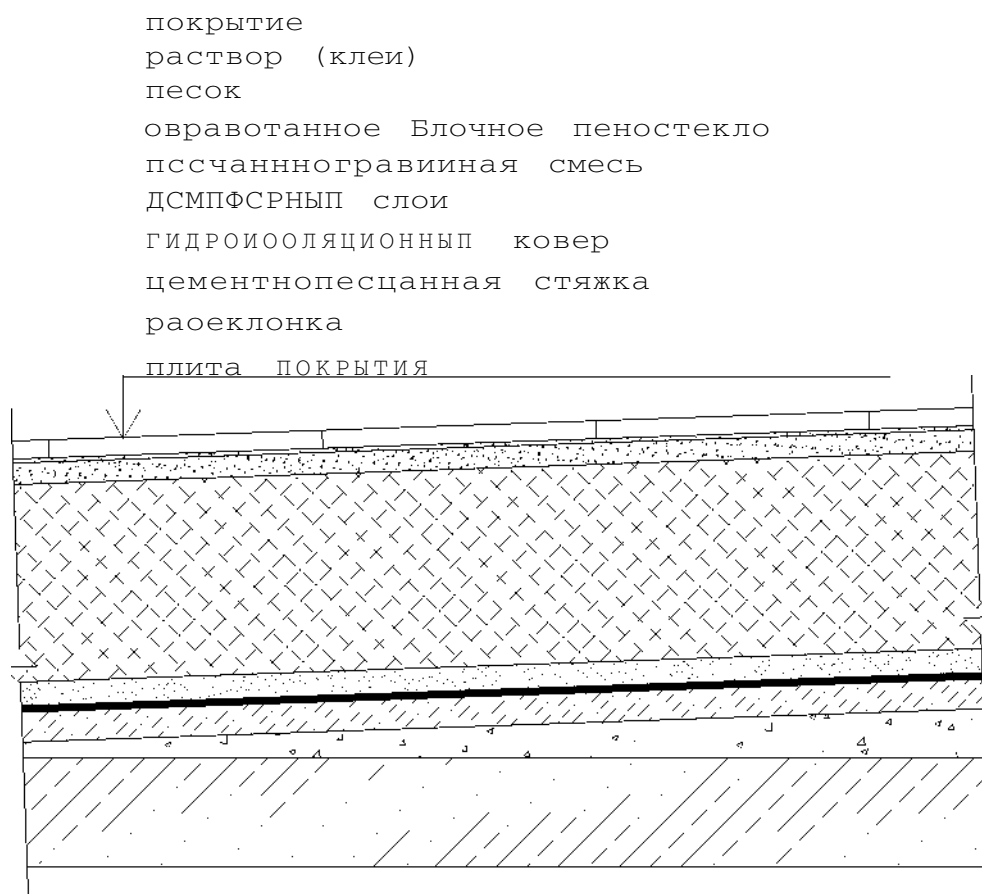 покрытие
раствор (клеи)
песок
овравотанное Блочное пеностекло
пссчаннногравииная смесь
ДСМПФСРНЫП слои
ГИДРОИООЛЯЦИОННЫП ковер
цементнопесцанная стяжка
раоеклонка
плита ПОКРЫТИЯ